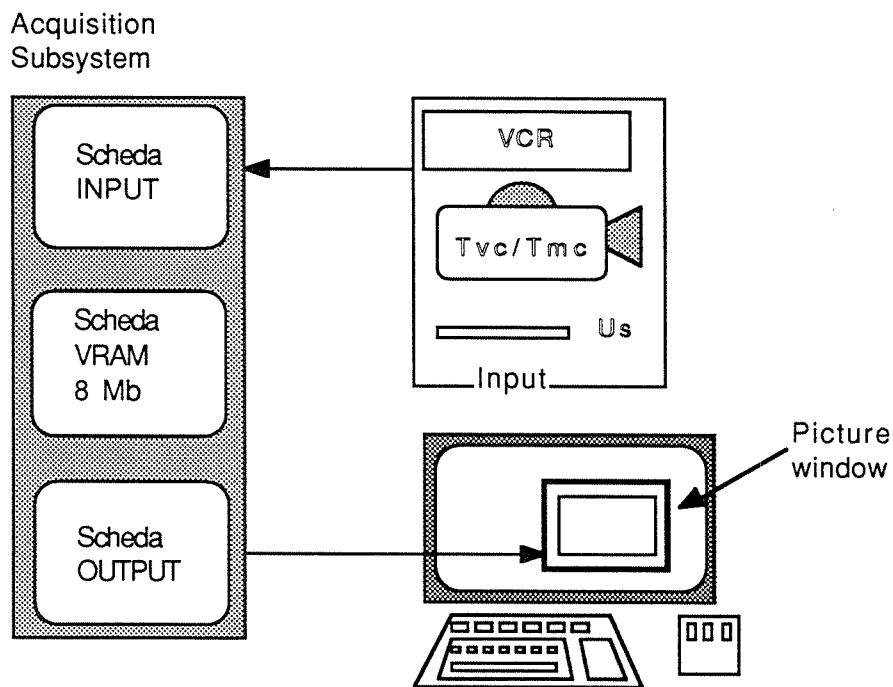 Acquisition
Subsystem
Scheda
INPUT
Scheda
VRAM
8 Mb
Scheda
OUTPUT
VCR
Tvc/Tmc
Us
Input
Picture
window